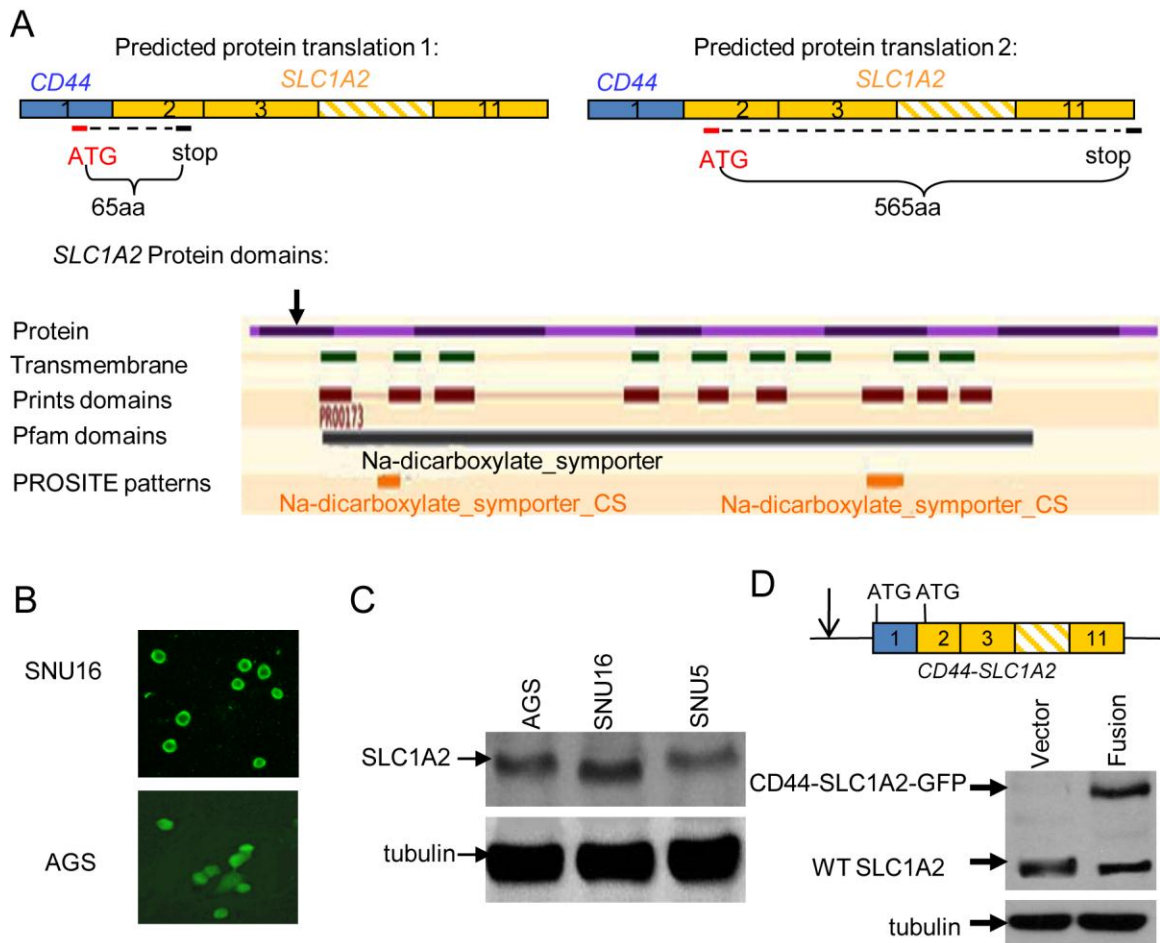 A
Predicted protein translation 1:
CD44
SLC1A2
1 2 3 11
ATG
stop
65aa
Predicted protein translation 2:
CD44
SLC1A2
1 2 3 11
ATG
stop
565aa
SLC1A2 Protein domains:
Protein
Transmembrane
Prints domains
PR00173
Pfam domains
Na-dicarboxylate_symporter
PROSITE patterns
Na-dicarboxylate_symporter_CS
Na-dicarboxylate_symporter_CS
B
SNU16
AGS
C
AGS
SNU16
SNU5
SLC1A2
tubulin
D
ATG ATG
1 2 3 11
CD44-SLC1A2
Vector
Fusion
CD44-SLC1A2-GFP
WT SLC1A2
tubulin